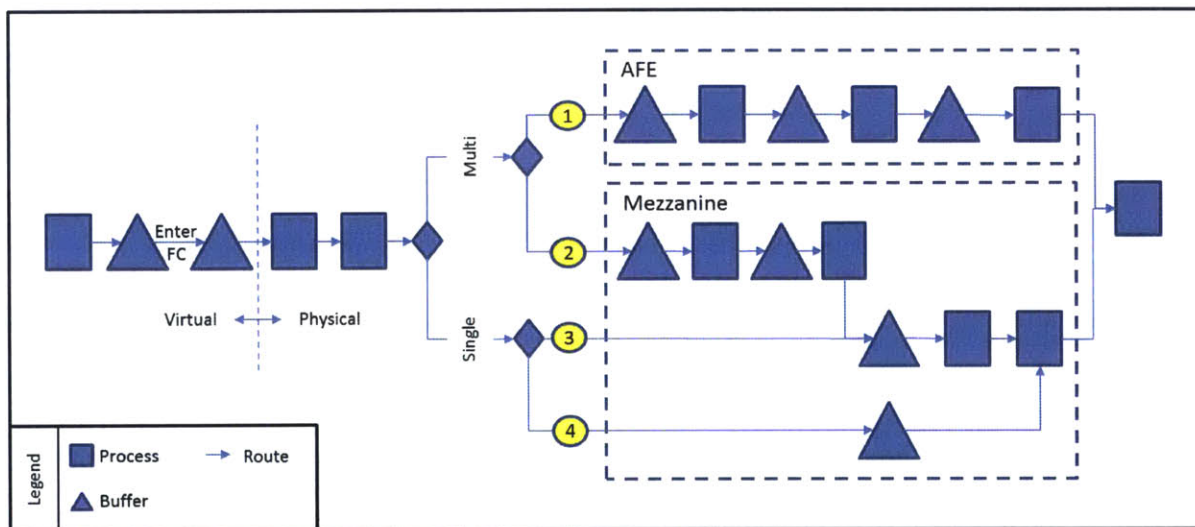 AFE
1
Multi
Mezzanine
Enter
FC
2
Virtual
Physical
Single
3
4
Legend
Process
Route
Buffer